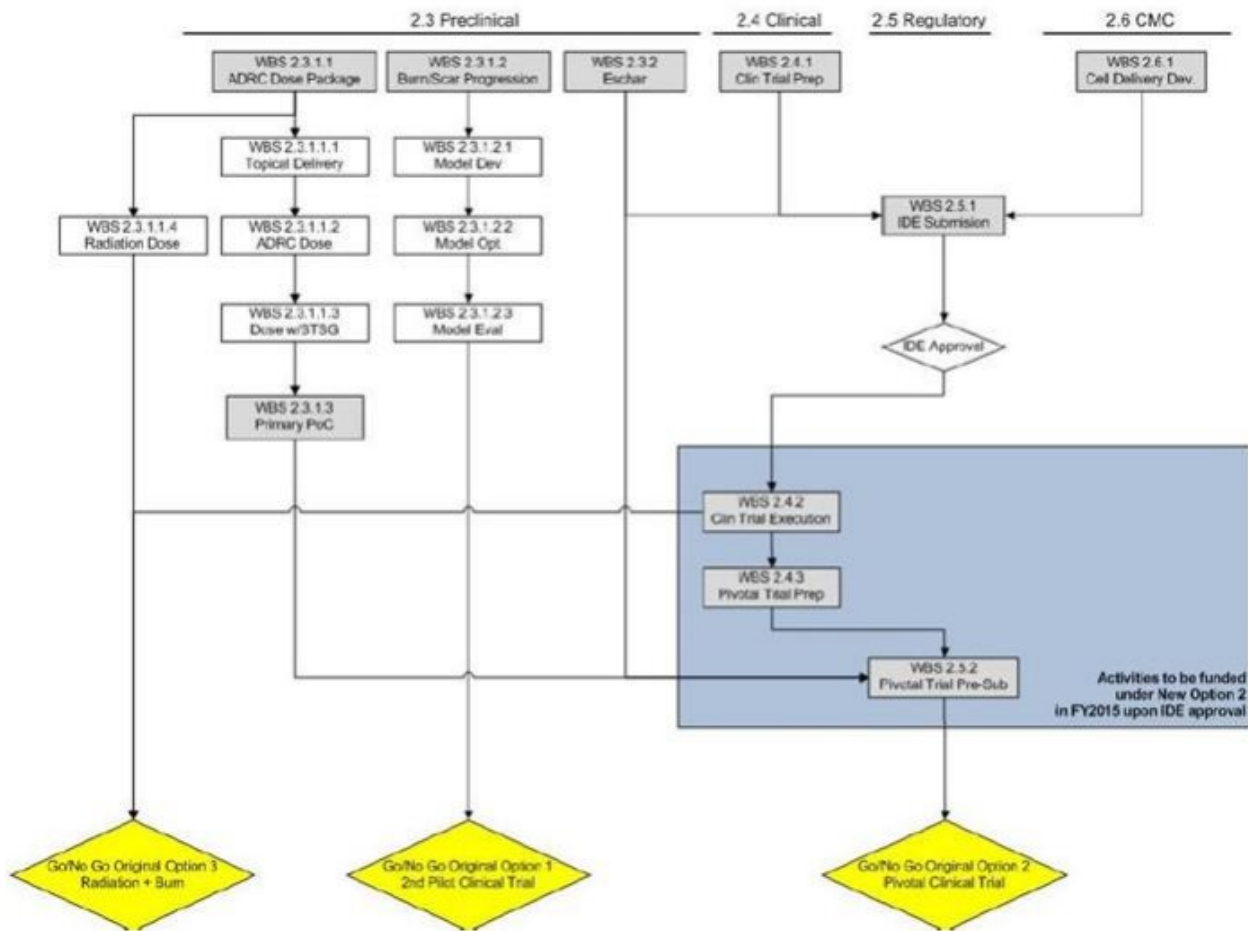 2.3 Preclinical
2.4 Clinical
2.5 Regulatory
2.6 CMC
WBS 2.3.1.1
ADRC Dose Package
WBS 2.3.1.2
Burn/Scar Progression
WBS 2.3.2
Eschar
WBS 2.4.1
Clin Trial Prep
WBS 2.6.1
Cell Delivery Dev.
WBS 2.3.1.1.1
Topical Delivery
WBS 2.3.1.2.1
Model Dev
WBS 2.3.1.1.4
Radiation Dose
WBS 2.3.1.1.2
ADRC Dose
WBS 2.3.1.2.2
Model Opt
WBS 2.5.1
IDE Submision
WBS 2.3.1.1.3
Dose w/STSG
WBS 2.3.1.2.3
Model Eval
IDE Approval
WBS 2.3.1.3
Primary PoC
WBS 2.4.2
Clin Trial Execution
WBS 2.4.3
Pivotal Trial Prep
WBS 2.5.2
Pivotal Trial Pre-Sub
Activities to be funded
under New Option 2
in FY2015 upon IDE approval
Go/No Go Original Option 3
Radiation + Burn
Go/No Go Original Option 1
2nd Pilot Clinical Trial
Go/No Go Original Option 2
Pivotal Clinical Trial